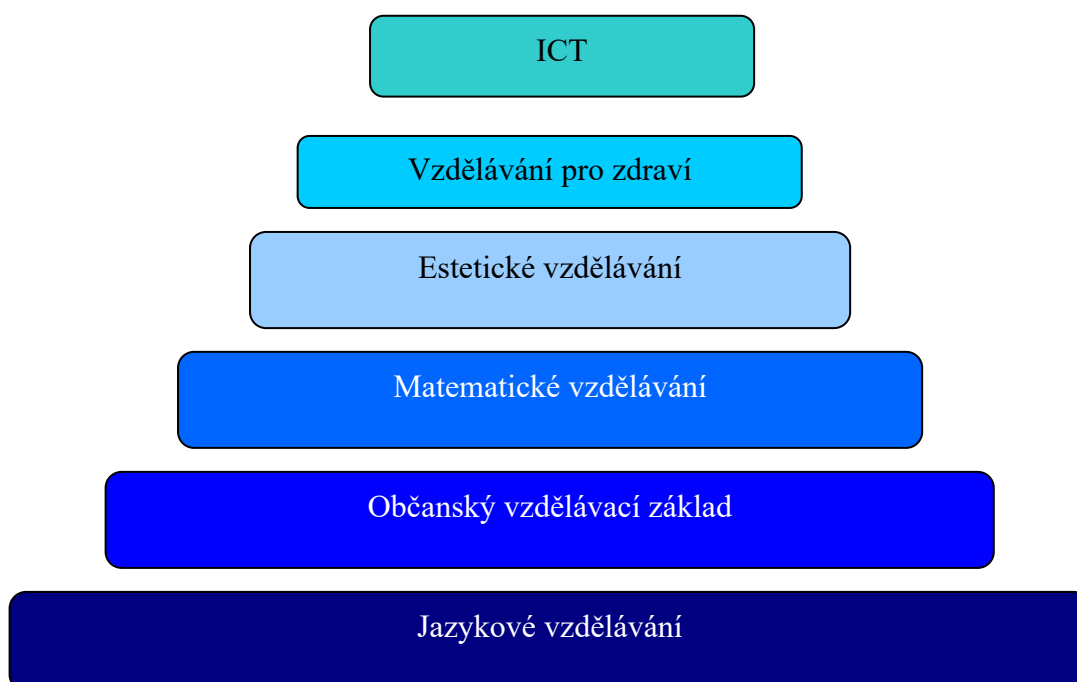 ICT
Vzdělávání pro zdraví
Estetické vzdělávání
Matematické vzdělávání
Občanský vzdělávací základ
Jazykové vzdělávání